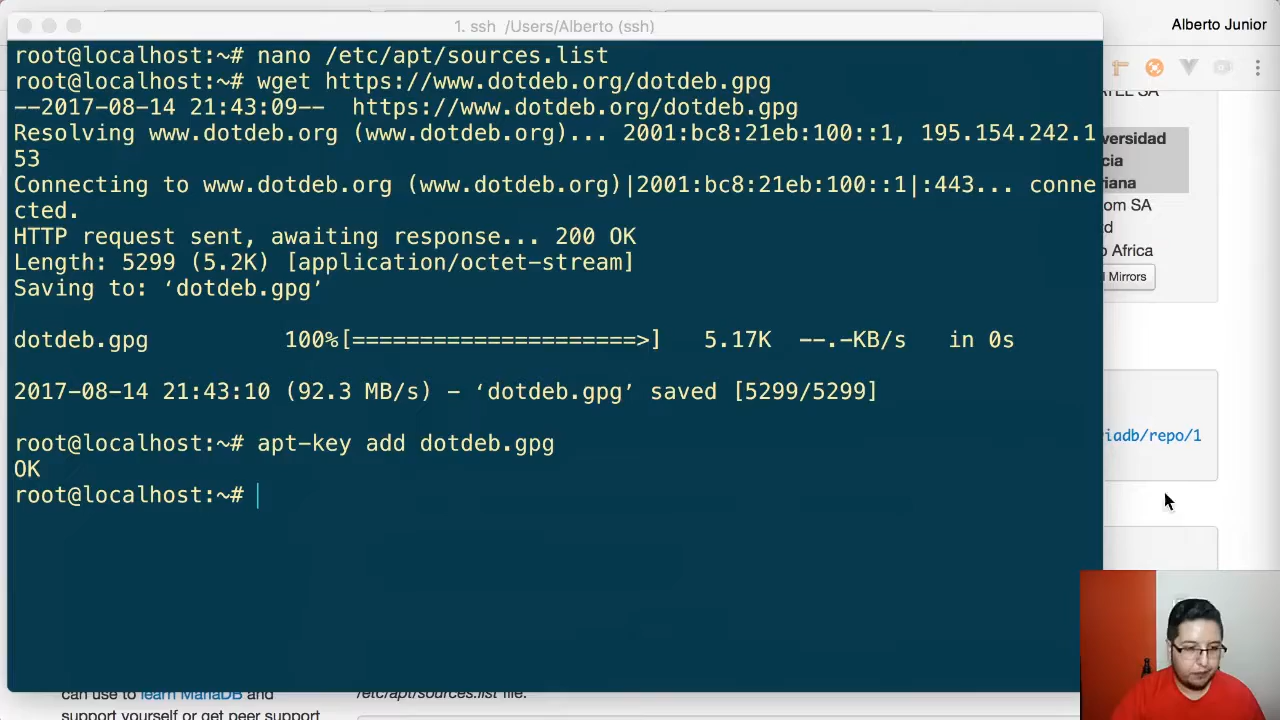 1. ssh /Users/Alberto (ssh)
Alberto Junior
root@localhost:~# nano /etc/apt/sources.list
root@localhost:~# wget https://www.dotdeb.org/dotdeb.gpg
--2017-08-14 21:43:09-- https://www.dotdeb.org/dotdeb.gpg
Resolving www.dotdeb.org (www.dotdeb.org)... 2001:bc8:21eb:100::1, 195.154.242.1
53
Connecting to www.dotdeb.org (www.dotdeb.org)|2001:bc8:21eb:100::1|:443... conne
cted.
HTTP request sent, awaiting response... 200 OK
Length: 5299 (5.2K) [application/octet-stream]
Saving to: ‘dotdeb.gpg’
dotdeb.gpg 100%[=====================>] 5.17K --.-KB/s in 0s
2017-08-14 21:43:10 (92.3 MB/s) - ‘dotdeb.gpg’ saved [5299/5299]
root@localhost:~# apt-key add dotdeb.gpg
OK
root@localhost:~#
versidad
cia
riana
om SA
d
Africa
Mirrors
iadb/repo/1
can use to learn MariaDB and
support yourself or get peer support
/etc/apt/sources.list file.